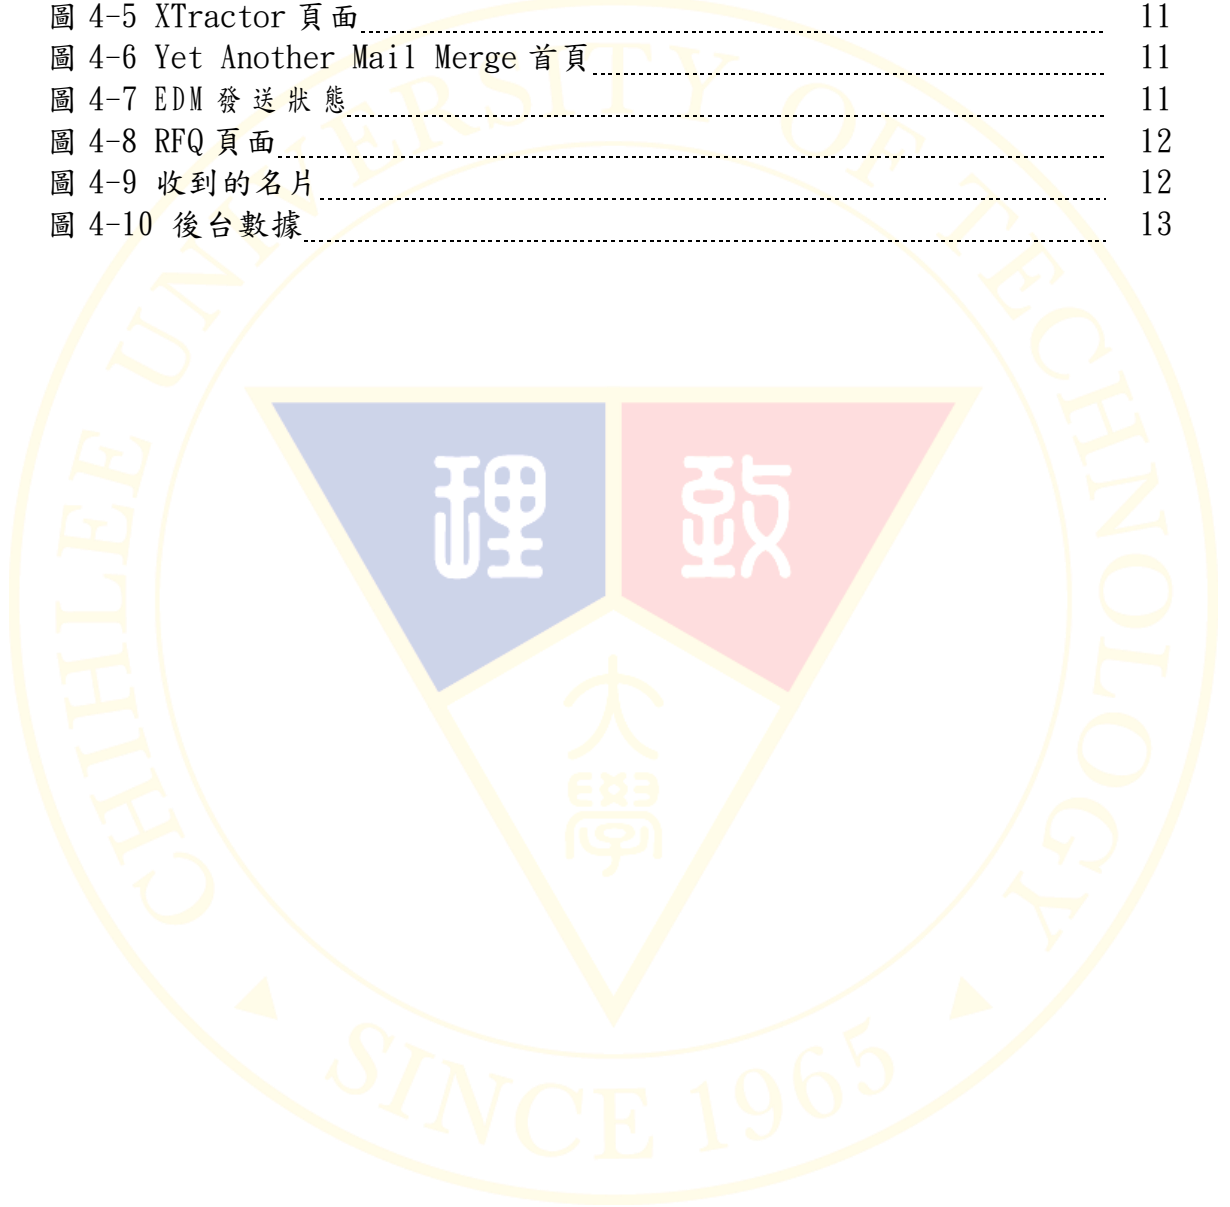 圖 4-5 XTractor 頁面 11
圖 4-6 Yet Another Mail Merge 首頁 11
圖 4-7 EDM 發送狀態 11
圖 4-8 RFQ 頁面 12
圖 4-9 收到的名片 12
圖 4-10 後台數據 13
CHIHLEE UNIVERSITY OF TECHNOLOGY
理 致
大
學
SINCE 1965